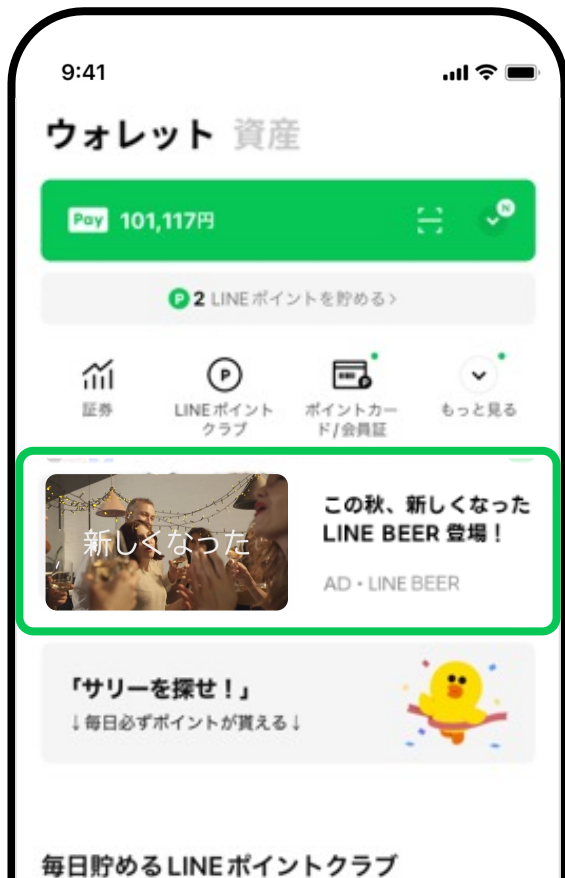 9:41
ウォレット 資産
Pay 101,117円
N
P 2 LINEポイントを貯める>
証券
P
LINEポイント
クラブ
P
ポイントカー
ド/会員証
もっと見る
新しくなった
この秋、新しくなった
LINE BEER 登場！
AD・LINE BEER
「サリーを探せ！」
↓毎日必ずポイントが貰える↓
毎日貯めるLINEポイントクラブ